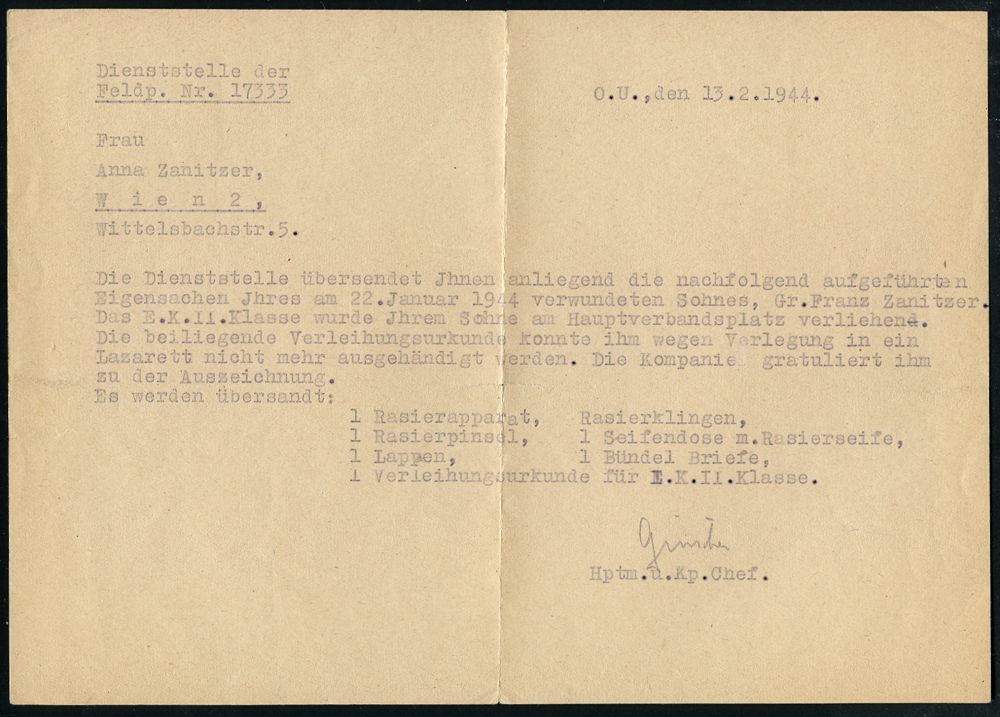 Dienststelle der
Feldp. Nr. 17333
O.U.,den 13.2.1944.
Frau
Anna Zanitzer,
W i e n 2,
Wittelsbachstr.5.
Die Dienststelle übersendet Jhnen anliegend die nachfolgend aufgeführten
Eigensachen Jhres am 22.Januar 1944 verwundeten Sohnes, Gr.Franz Zanitzer.
Das E.K.II.Klasse wurde Jhrem Sohne am Hauptverbandsplatz verliehen.
Die beiliegende Verleihungsurkunde konnte ihm wegen Verlegung in ein
Lazarett nicht mehr ausgehändigt werden. Die Kompanie gratuliert ihm
zu der Auszeichnung.
Es werden übersandt:
1 Rasierapparat, Rasierklingen,
1 Rasierpinsel, 1 Seifendose m.Rasierseife,
1 Lappen, 1 Bündel Briefe,
1 Verleihungsurkunde für E.K.II.Klasse.
Hptm.u.Kp.Chef.